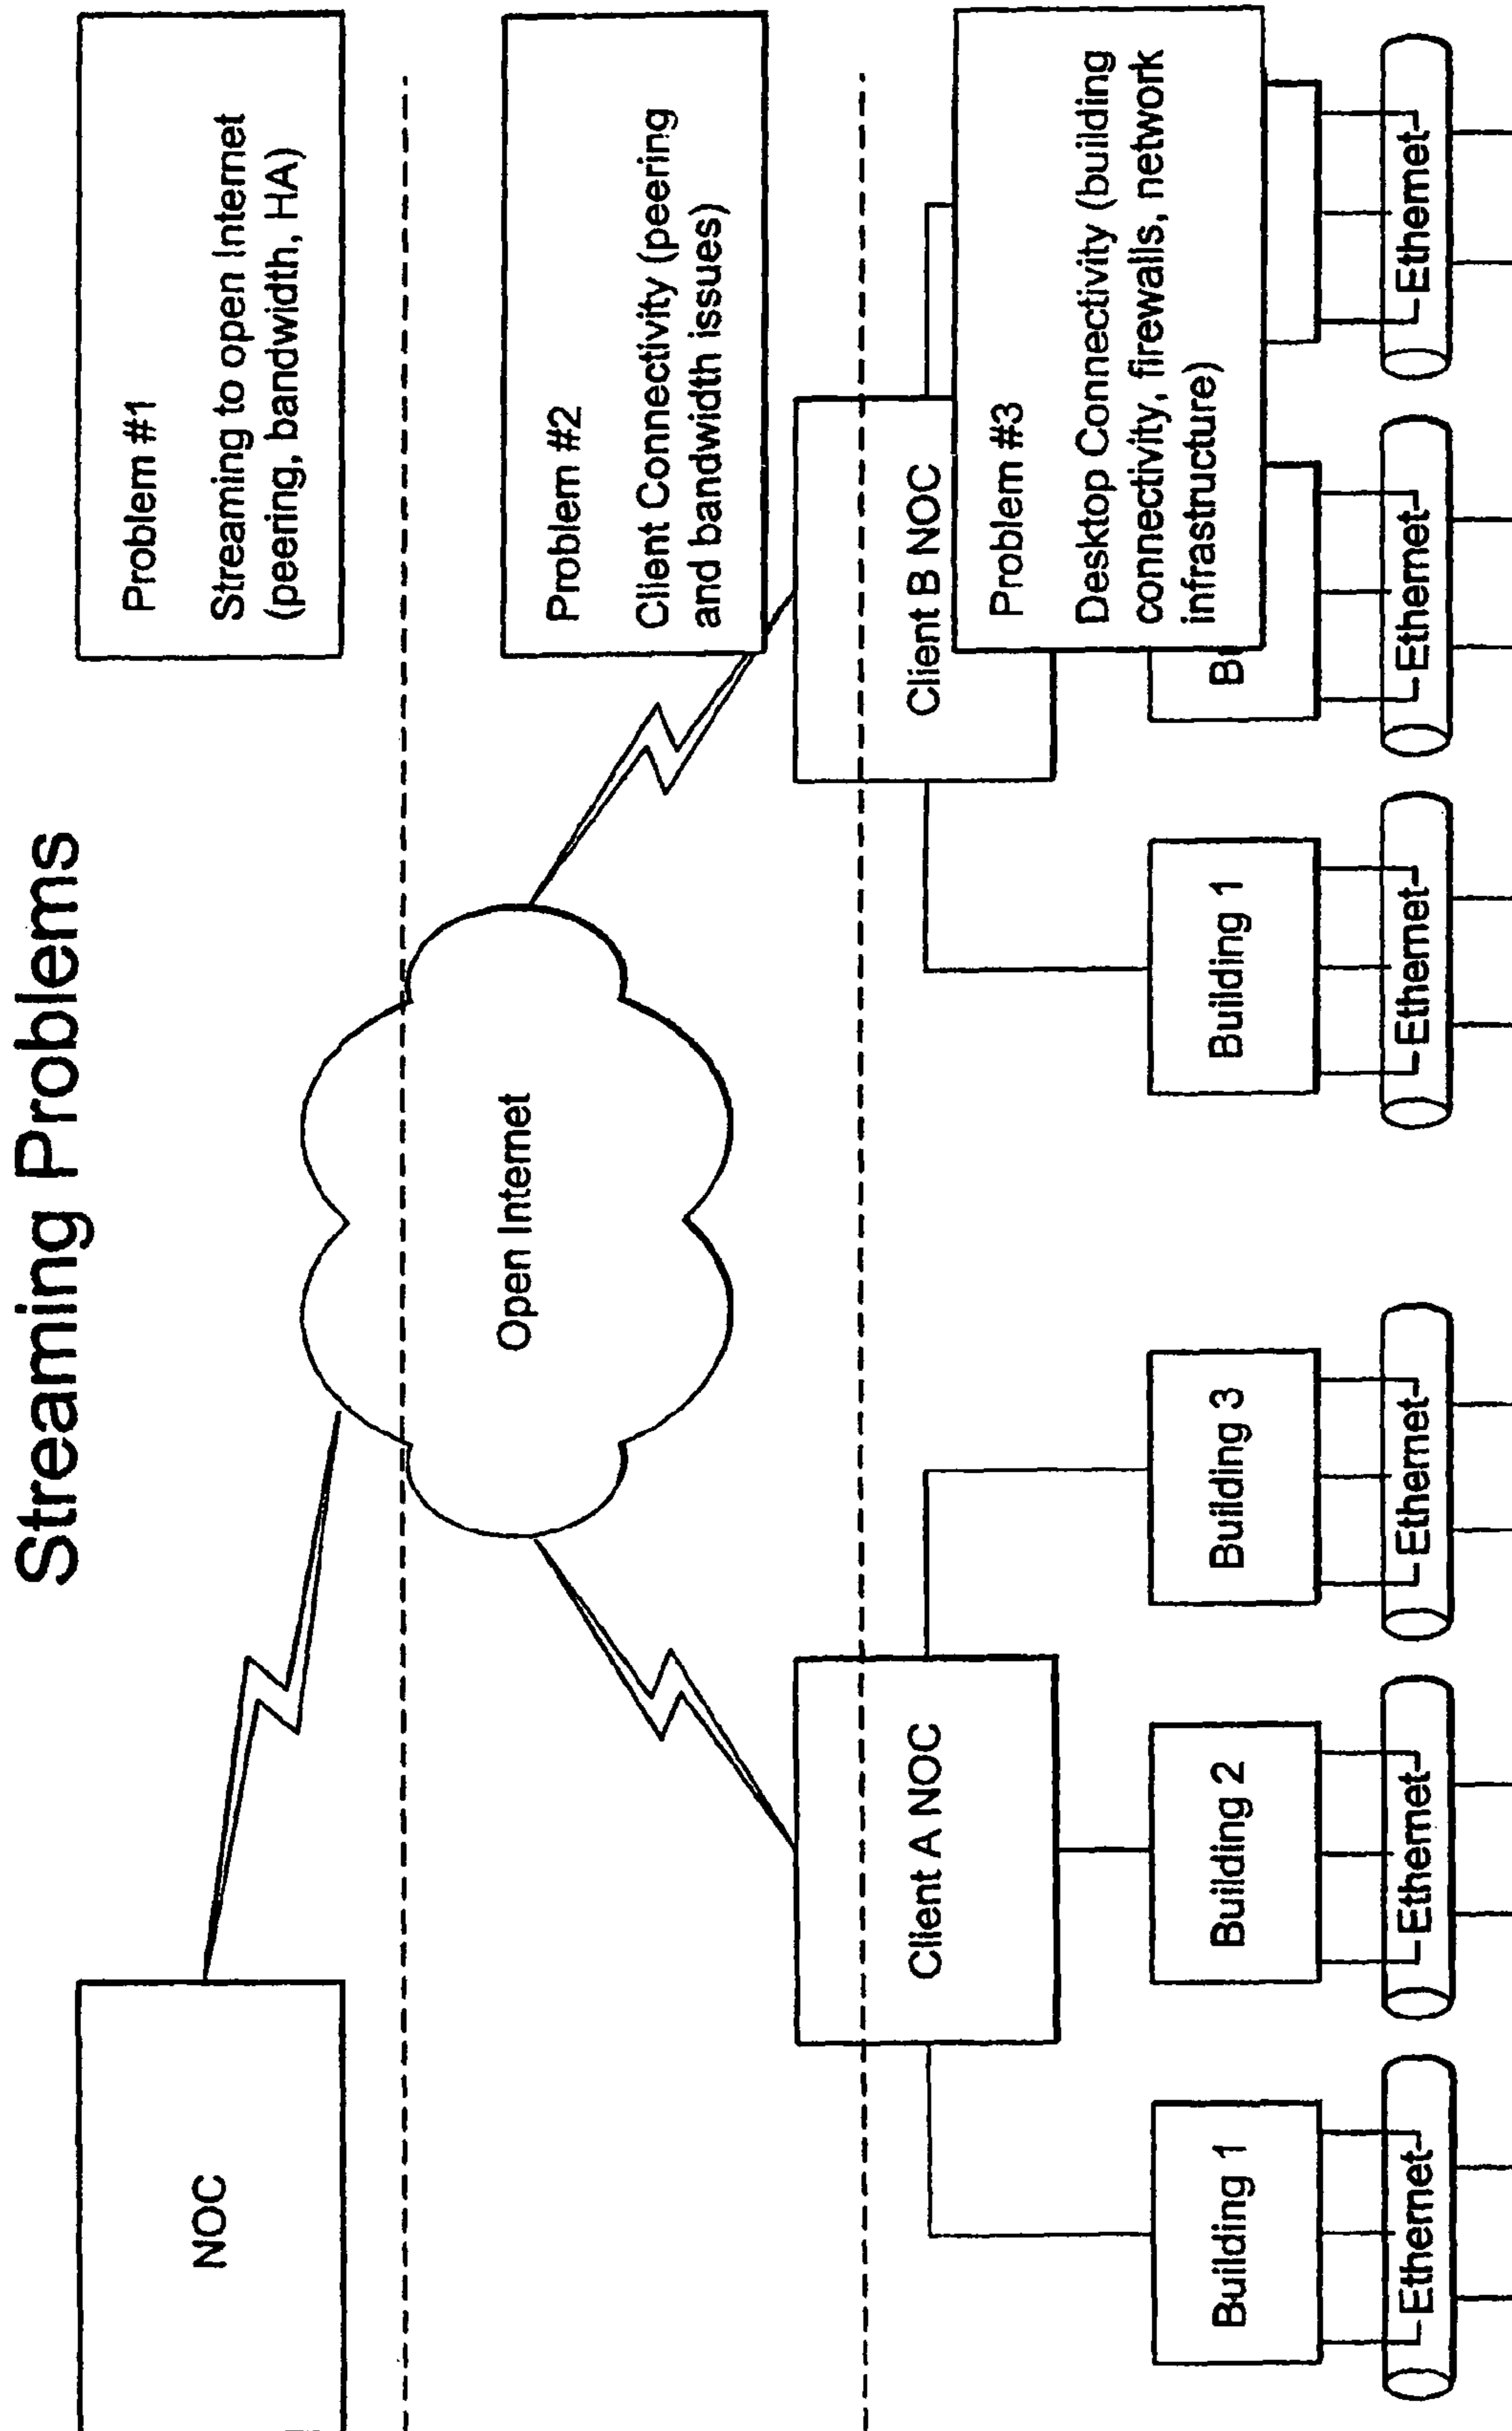 Streaming Problems
NOC
Problem #1
Streaming to open Internet
(peering, bandwidth, HA)
Open Internet
Problem #2
Client Connectivity (peering
and bandwidth issues)
Client A NOC
Client B NOC
Problem #3
Desktop Connectivity (building
connectivity, firewalls, network
infrastructure)
Building 1
Building 2
Building 3
Building 1
B
Ethernet
Ethernet
Ethernet
Ethernet
Ethernet
Ethernet